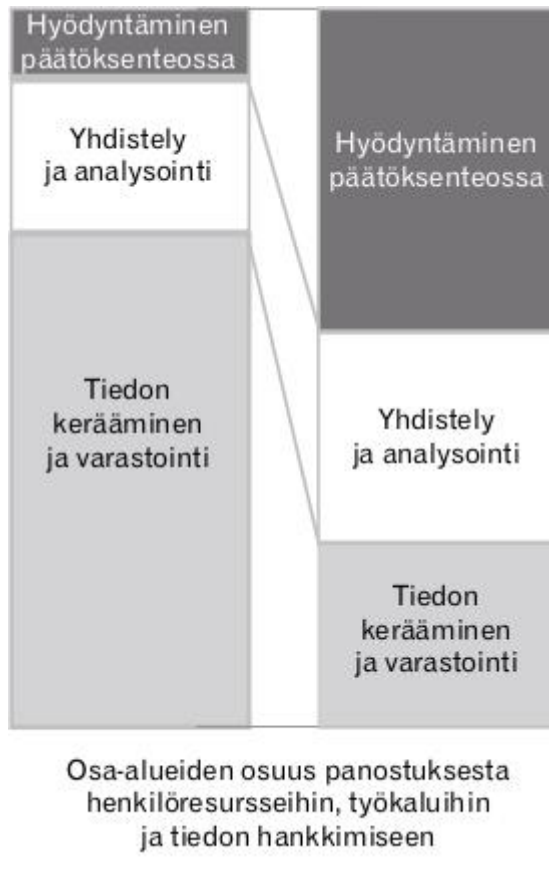 Hyödyntäminen
päätöksenteossa
Yhdistely
ja analysointi
Tiedon
kerääminen
ja varastointi
Hyödyntäminen
päätöksenteossa
Yhdistely
ja analysointi
Tiedon
kerääminen
ja varastointi
Osa-alueiden osuus panostuksesta
henkilöresursseihin, työkaluihin
ja tiedon hankkimiseen